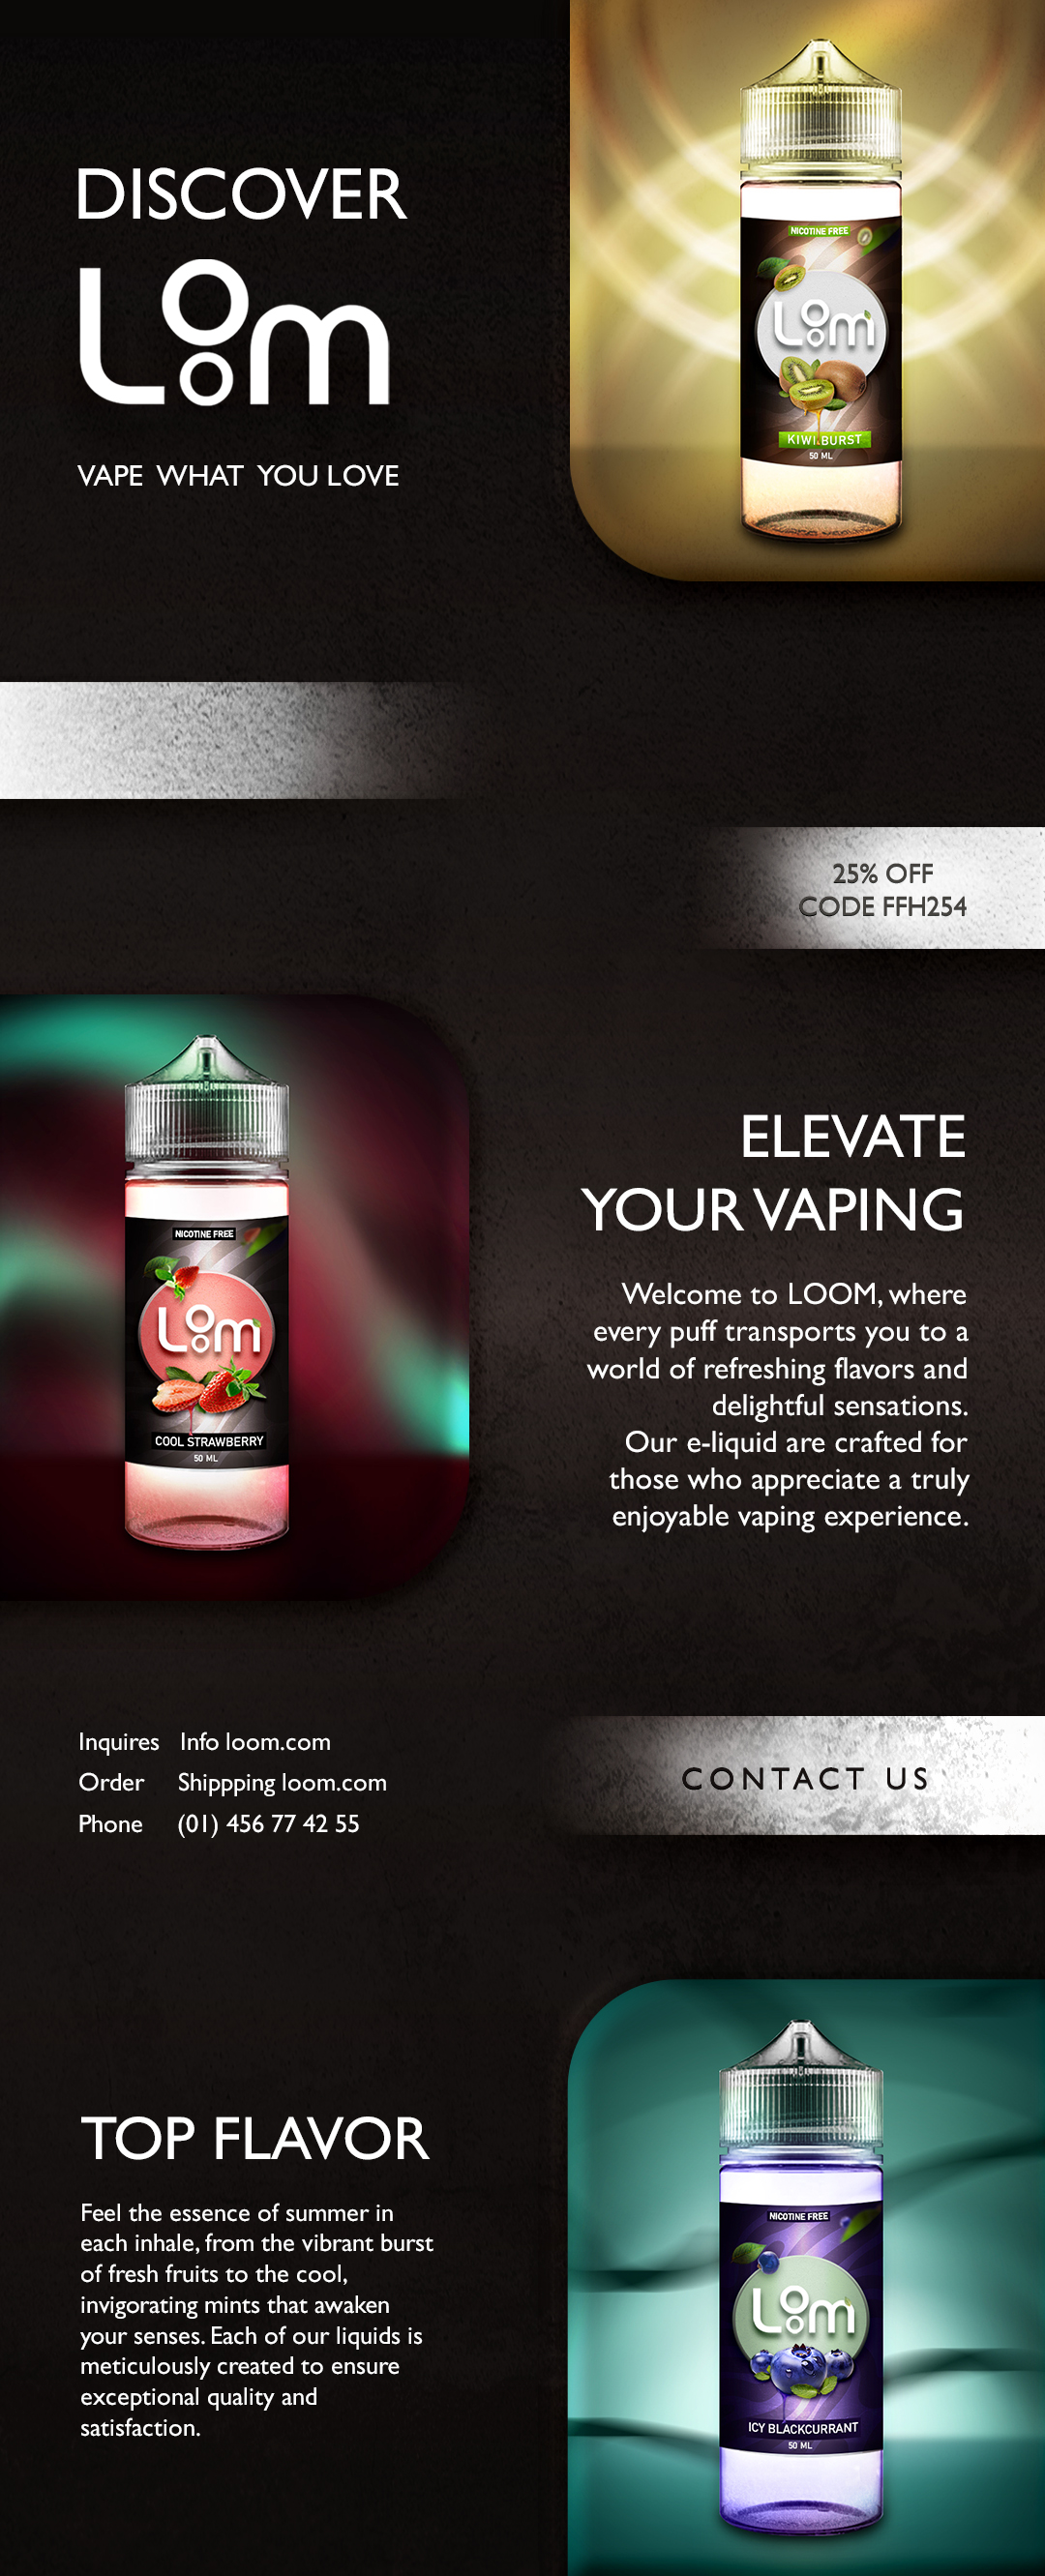 DISCOVER
Loom
VAPE WHAT YOU LOVE
NICOTINE FREE
Loom
KIWI BURST
50 ML
25% OFF
CODE FFH254
NICOTINE FREE
Loom
COOL STRAWBERRY
50 ML
ELEVATE
YOUR VAPING
Welcome to LOOM, where
every puff transports you to a
world of refreshing flavors and
delightful sensations.
Our e-liquid are crafted for
those who appreciate a truly
enjoyable vaping experience.
Inquires Info loom.com
Order Shippping loom.com
Phone (01) 456 77 42 55
CONTACT US
TOP FLAVOR
Feel the essence of summer in
each inhale, from the vibrant burst
of fresh fruits to the cool,
invigorating mints that awaken
your senses. Each of our liquids is
meticulously created to ensure
exceptional quality and
satisfaction.
NICOTINE FREE
Loom
ICY BLACKCURRANT
50 ML